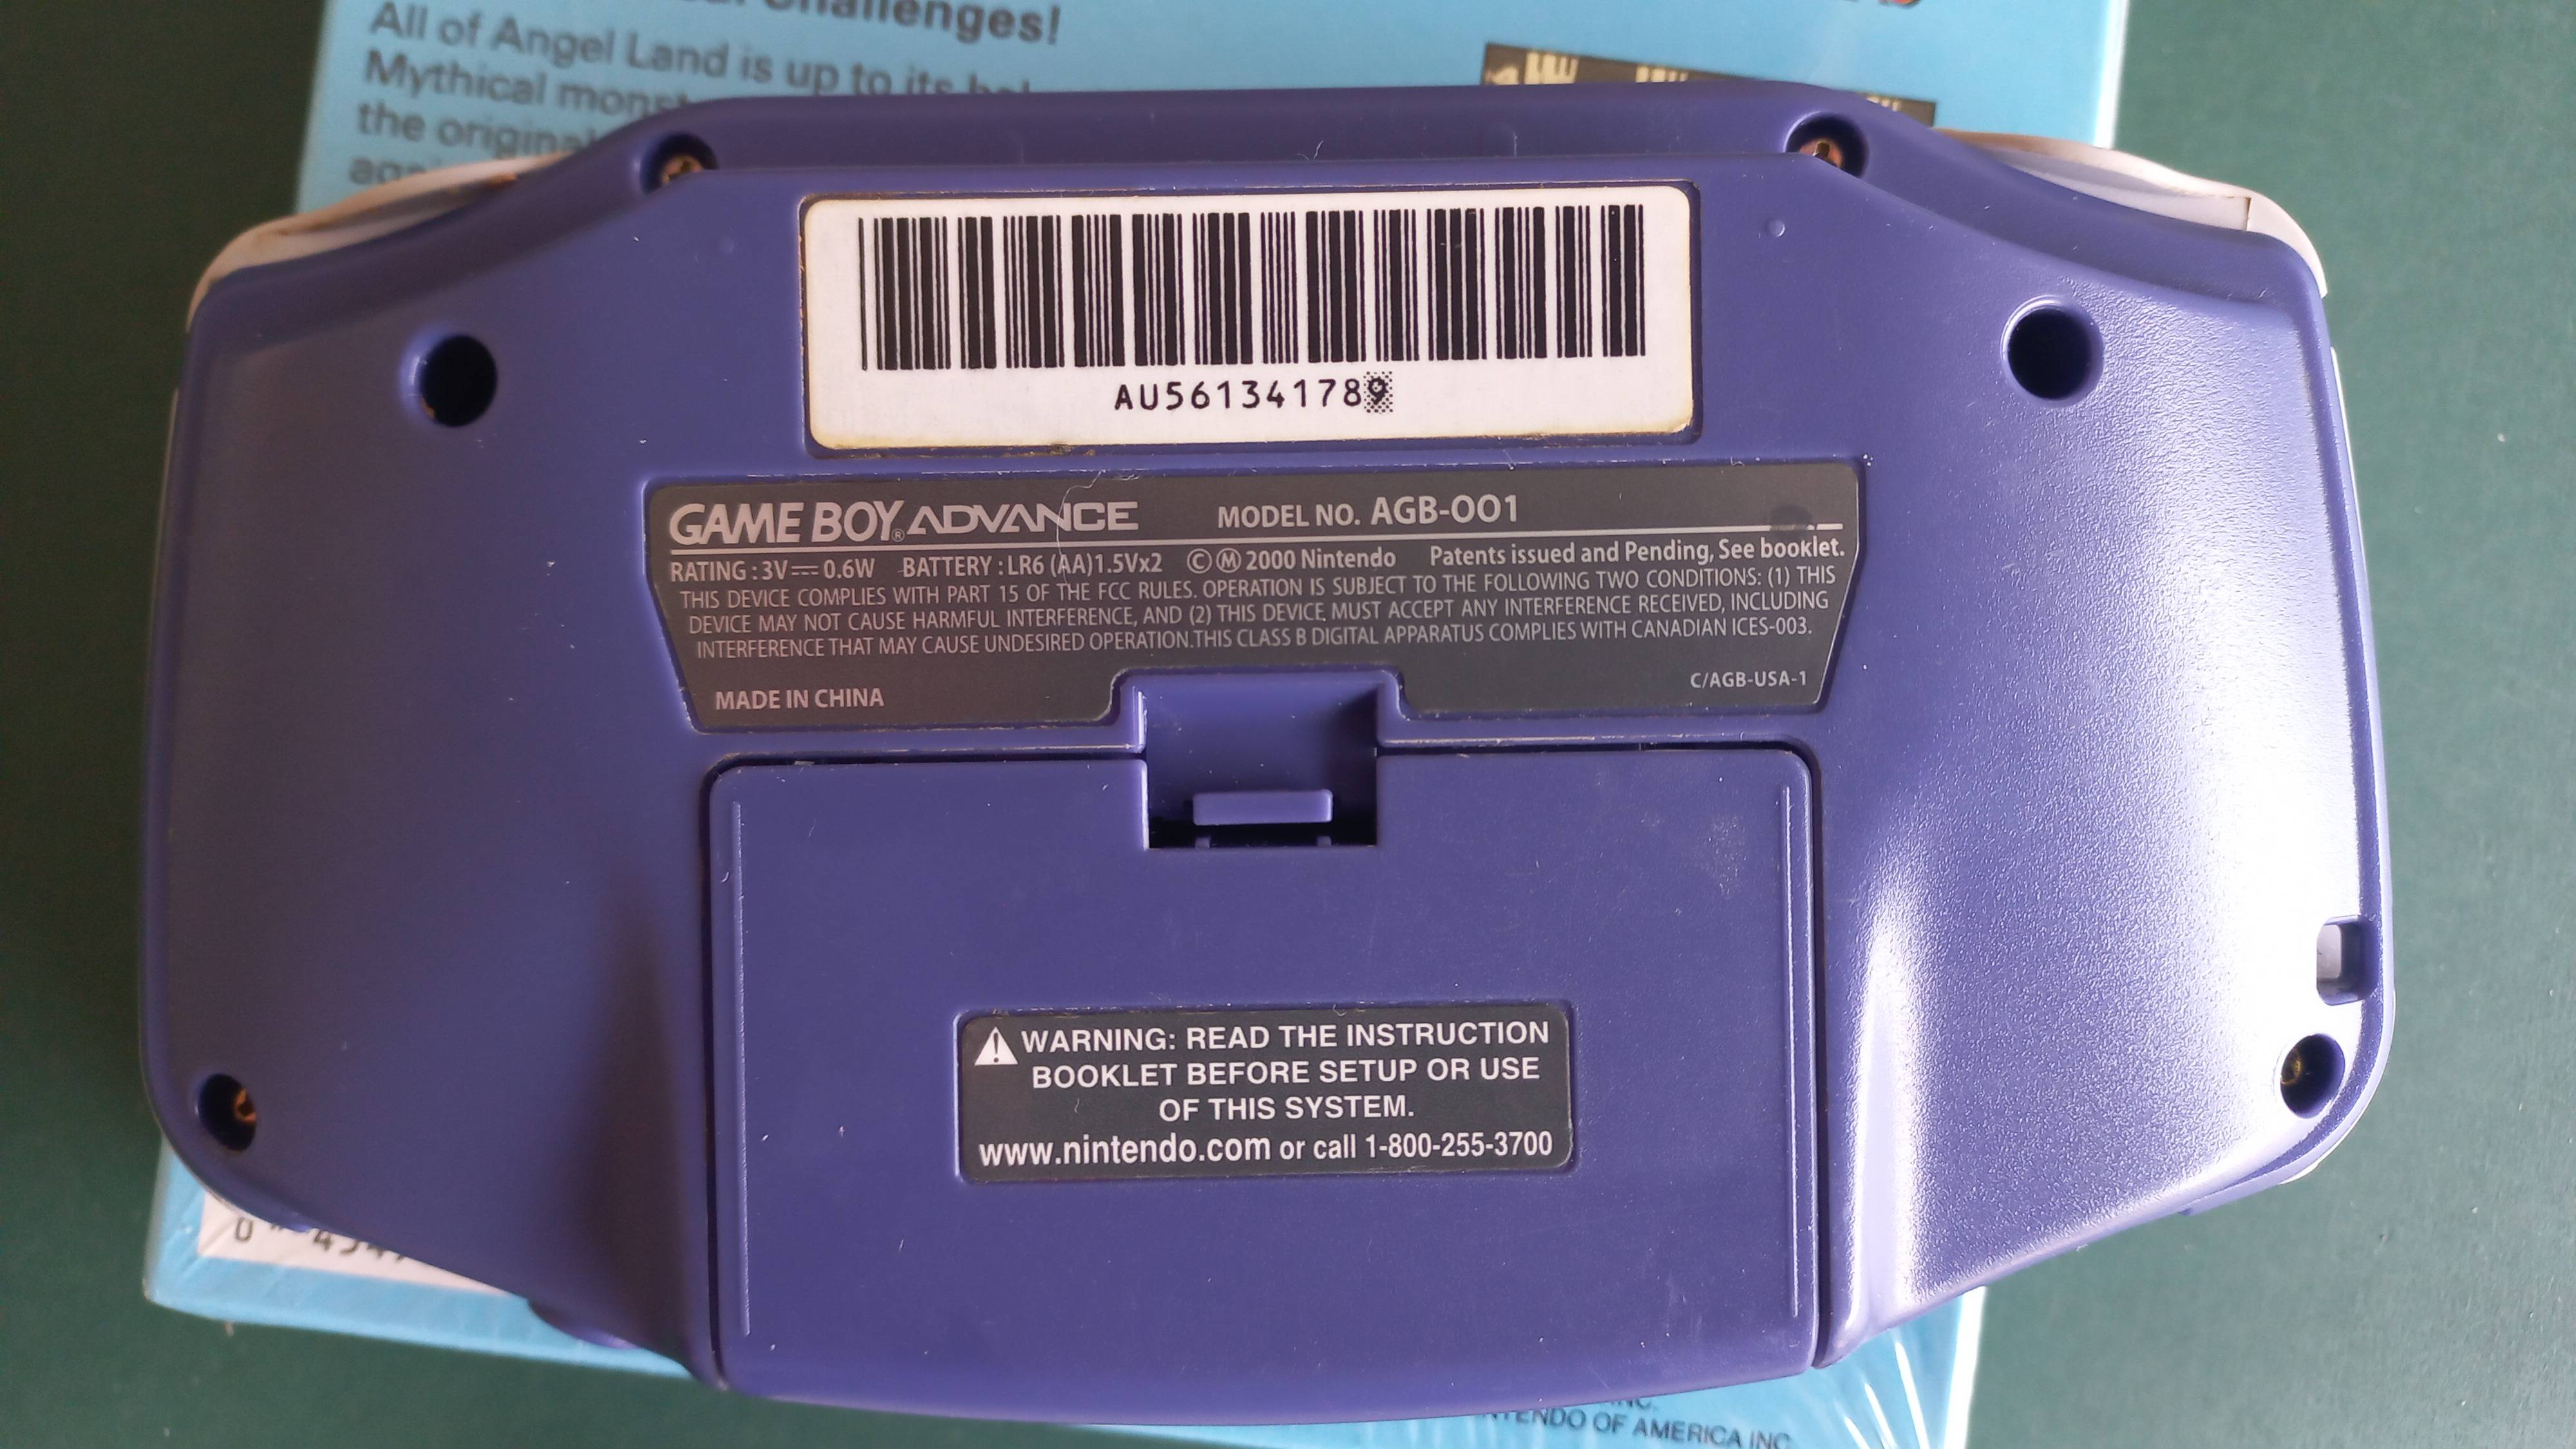 Challenges!
All of Angel Land is up to its
Mythical
the original
AU561341789
GAME BOY® ADVANCE MODEL NO. AGB-001
RATING : 3V⎓ 0.6W BATTERY : LR6 (AA)1.5Vx2 ©Ⓜ 2000 Nintendo Patents issued and Pending, See booklet.
THIS DEVICE COMPLIES WITH PART 15 OF THE FCC RULES. OPERATION IS SUBJECT TO THE FOLLOWING TWO CONDITIONS: (1) THIS
DEVICE MAY NOT CAUSE HARMFUL INTERFERENCE, AND (2) THIS DEVICE MUST ACCEPT ANY INTERFERENCE RECEIVED, INCLUDING
INTERFERENCE THAT MAY CAUSE UNDESIRED OPERATION.THIS CLASS B DIGITAL APPARATUS COMPLIES WITH CANADIAN ICES-003.
MADE IN CHINA C/AGB-USA-1
⚠ WARNING: READ THE INSTRUCTION
BOOKLET BEFORE SETUP OR USE
OF THIS SYSTEM.
www.nintendo.com or call 1-800-255-3700
0
OF AMERICA INC